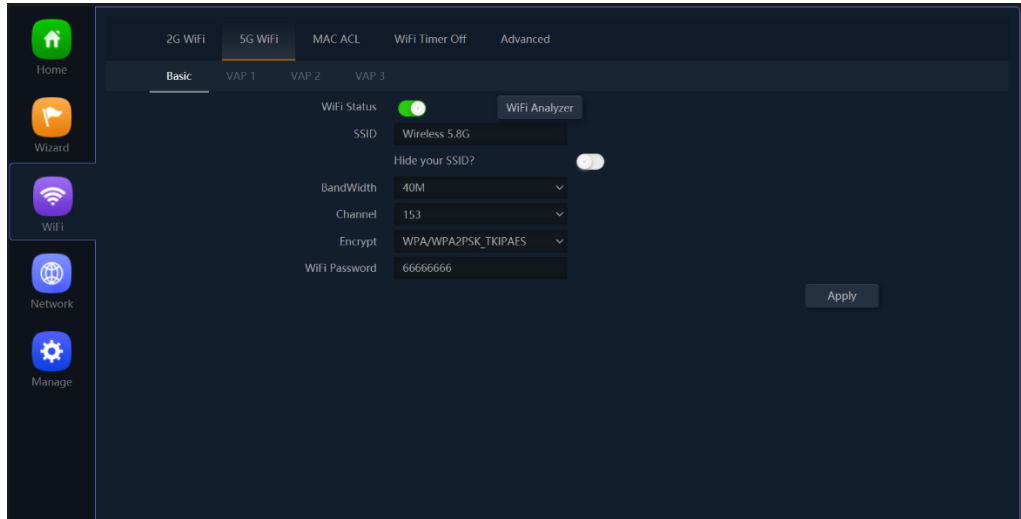 2G WiFi 5G WiFi MAC ACL WiFi Timer Off Advanced
Home
Basic VAP 1 VAP 2 VAP 3
WiFi Status WiFi Analyzer
SSID Wireless 5.8G
Wizard
Hide your SSID?
BandWidth 40M
Channel 153
WiFi
Encrypt WPA/WPA2PSK_TKIPAES
WiFi Password 66666666
Apply
Network
Manage